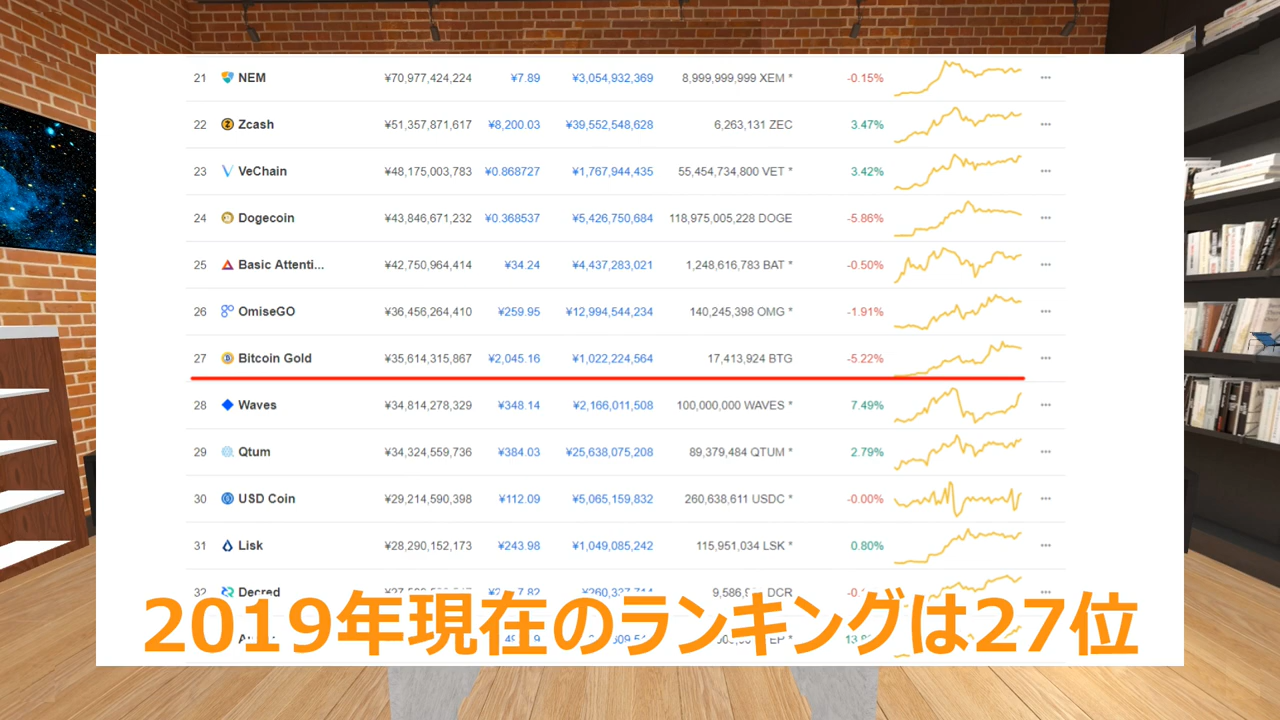 21 NEM ¥70,977,424,224 ¥7.89 ¥3,054,932,369 8,999,999,999 XEM * -0.15%
22 Zcash ¥51,357,871,617 ¥8,200.03 ¥39,552,548,628 6,263,131 ZEC 3.47%
23 VeChain ¥48,175,003,783 ¥0.868727 ¥1,767,944,435 55,454,734,800 VET * 3.42%
24 Dogecoin ¥43,846,671,232 ¥0.368537 ¥5,426,750,684 118,975,005,228 DOGE -5.86%
25 Basic Attenti... ¥42,750,964,414 ¥34.24 ¥4,437,283,021 1,248,616,783 BAT * -0.50%
26 OmiseGO ¥36,456,264,410 ¥259.95 ¥12,994,544,234 140,245,398 OMG * -1.91%
27 Bitcoin Gold ¥35,614,315,867 ¥2,045.16 ¥1,022,224,564 17,413,924 BTG -5.22%
28 Waves ¥34,814,278,329 ¥348.14 ¥2,166,011,508 100,000,000 WAVES * 7.49%
29 Qtum ¥34,324,559,736 ¥384.03 ¥25,638,075,208 89,379,484 QTUM * 2.79%
30 USD Coin ¥29,214,590,398 ¥112.09 ¥5,065,159,832 260,638,611 USDC * -0.00%
31 Lisk ¥28,290,152,173 ¥243.98 ¥1,049,085,242 115,951,034 LSK * 0.80%
32 Decred DCR
2019年現在のランキングは27位